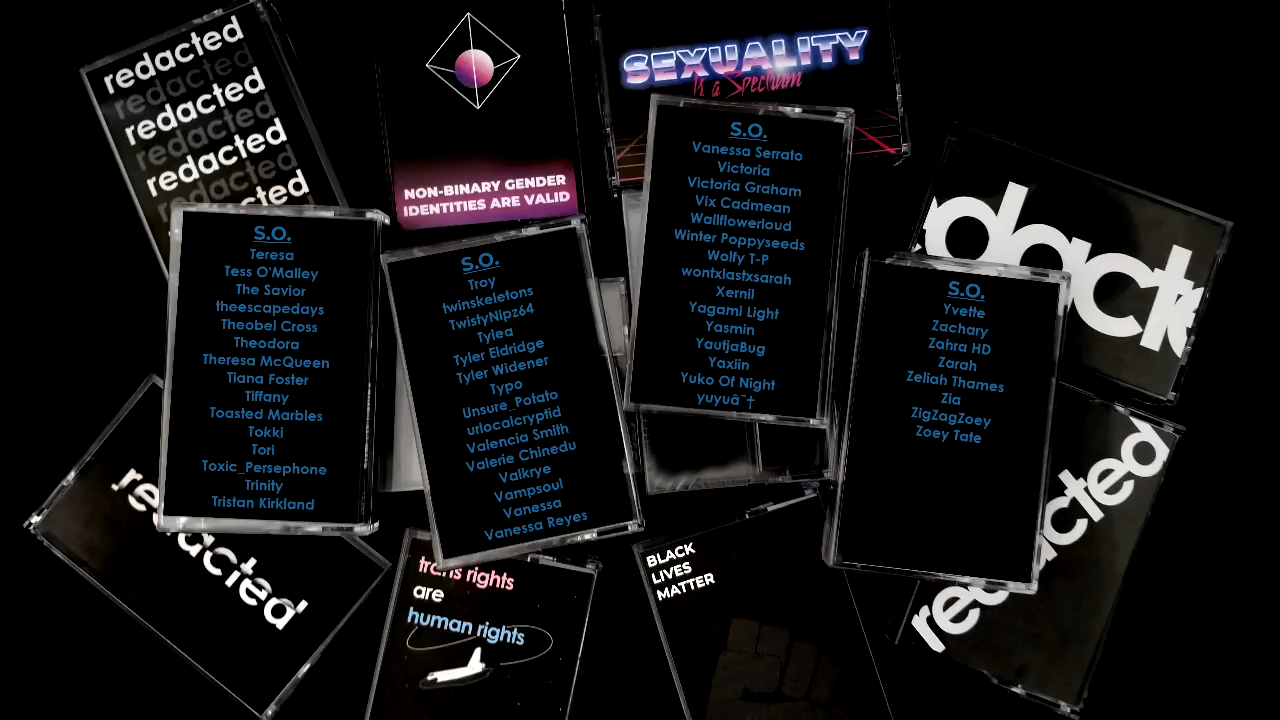 redacted
redacted
redacted
redacted
redacted
redacted
NON-BINARY GENDER
IDENTITIES ARE VALID
SEXUALITY
Is a Spectrum
S.O.
Teresa
Tess O'Malley
The Savior
theescapedays
Theobel Cross
Theodora
Theresa McQueen
Tiana Foster
Tiffany
Toasted Marbles
Tokki
Tori
Toxic_Persephone
Trinity
Tristan Kirkland
S.O.
Troy
twinskeletons
TwistyNipz64
Tylea
Tyler Eldridge
Tyler Widener
Typo
Unsure_Potato
urlocalcryptid
Valencia Smith
Valerie Chinedu
Valkrye
Vampsoul
Vanessa
Vanessa Reyes
S.O.
Vanessa Serrato
Victoria
Victoria Graham
Vix Cadmean
Wallflowerloud
Winter Poppyseeds
Wolfy T-P
wontxlastxsarah
Xernil
Yagami Light
Yasmin
YautjaBug
Yaxiin
Yuko Of Night
yuyuâ¯†
S.O.
Yvette
Zachary
Zahra HD
Zarah
Zeliah Thames
Zia
ZigZagZoey
Zoey Tafe
redacted
trans rights
are
human rights
BLACK
LIVES
MATTER
redacted